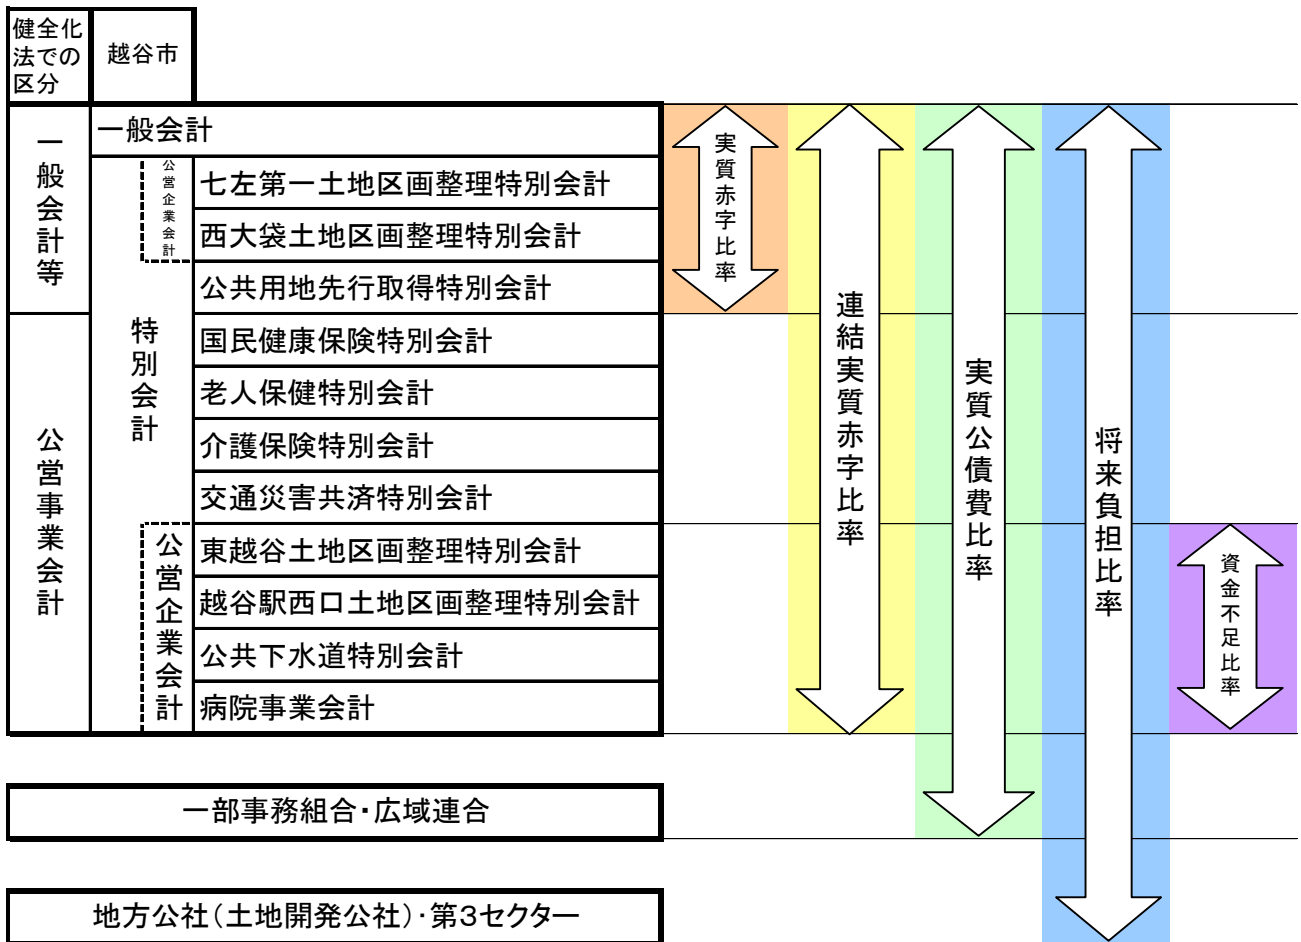 健全化
法での
区分
越谷市
一般会計等
一般会計
特別会計
公営企業会計
七左第一土地区画整理特別会計
西大袋土地区画整理特別会計
公共用地先行取得特別会計
公営事業会計
国民健康保険特別会計
老人保健特別会計
介護保険特別会計
交通災害共済特別会計
公営企業会計
東越谷土地区画整理特別会計
越谷駅西口土地区画整理特別会計
公共下水道特別会計
病院事業会計
実質赤字比率
連結実質赤字比率
実質公債費比率
将来負担比率
資金不足比率
一部事務組合・広域連合
地方公社（土地開発公社）・第３セクター